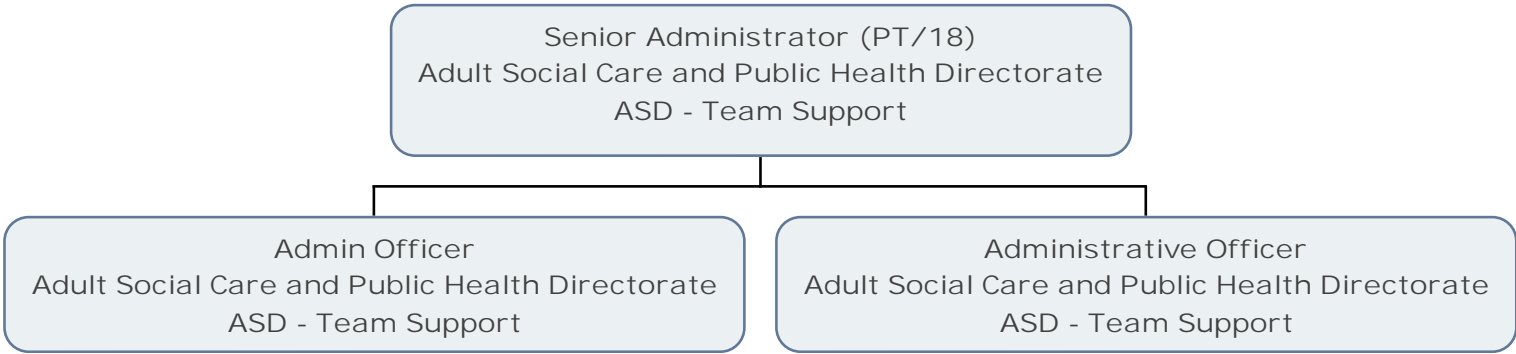 Senior Administrator (PT/18)
Adult Social Care and Public Health Directorate
ASD - Team Support
Admin Officer
Adult Social Care and Public Health Directorate
ASD - Team Support
Administrative Officer
Adult Social Care and Public Health Directorate
ASD - Team Support